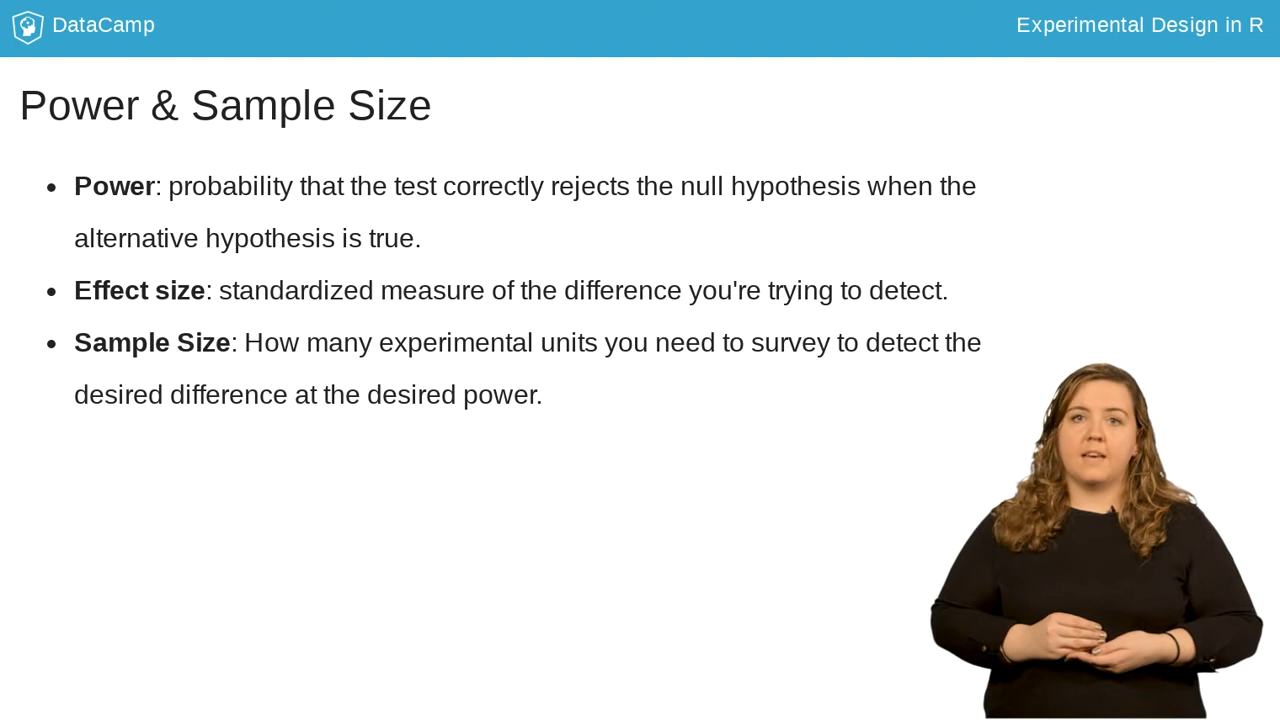 DataCamp
Experimental Design in R
Power & Sample Size
Power: probability that the test correctly rejects the null hypothesis when the
alternative hypothesis is true.
Effect size: standardized measure of the difference you're trying to detect.
Sample Size: How many experimental units you need to survey to detect the
desired difference at the desired power.